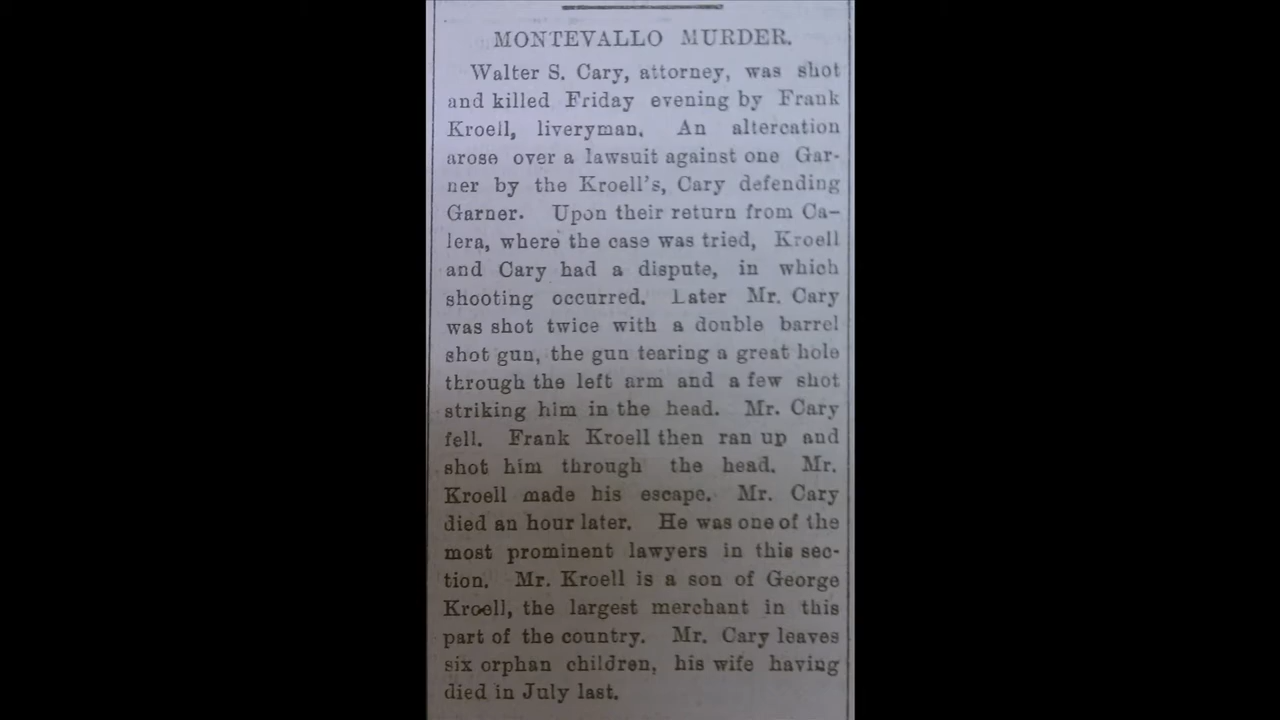 MONTEVALLO MURDER.
Walter S. Cary, attorney, was shot
and killed Friday evening by Frank
Kroell, liveryman. An altercation
arose over a lawsuit against one Gar-
ner by the Kroell's, Cary defending
Garner. Upon their return from Ca-
lera, where the case was tried, Kroell
and Cary had a dispute, in which
shooting occurred. Later Mr. Cary
was shot twice with a double barrel
shot gun, the gun tearing a great hole
through the left arm and a few shot
striking him in the head. Mr. Cary
fell. Frank Kroell then ran up and
shot him through the head. Mr.
Kroell made his escape. Mr. Cary
died an hour later. He was one of the
most prominent lawyers in this sec-
tion. Mr. Kroell is a son of George
Kroell, the largest merchant in this
part of the country. Mr. Cary leaves
six orphan children, his wife having
died in July last.